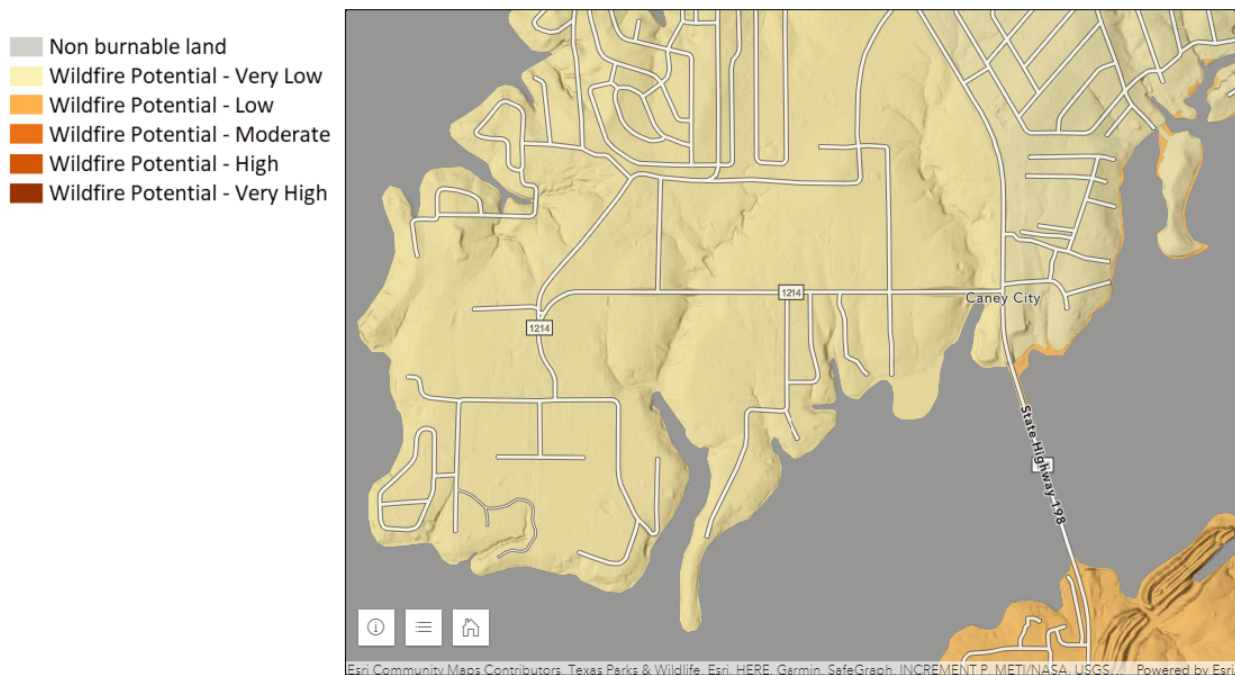 Non burnable land
Wildfire Potential - Very Low
Wildfire Potential - Low
Wildfire Potential - Moderate
Wildfire Potential - High
Wildfire Potential - Very High
1214
Caney City
1214
State Highway 198
Esri Community Maps Contributors, Texas Parks & Wildlife, Esri, HERE, Garmin, SafeGraph, INCREMENT P, METI/NASA, USGS... Powered by Esri